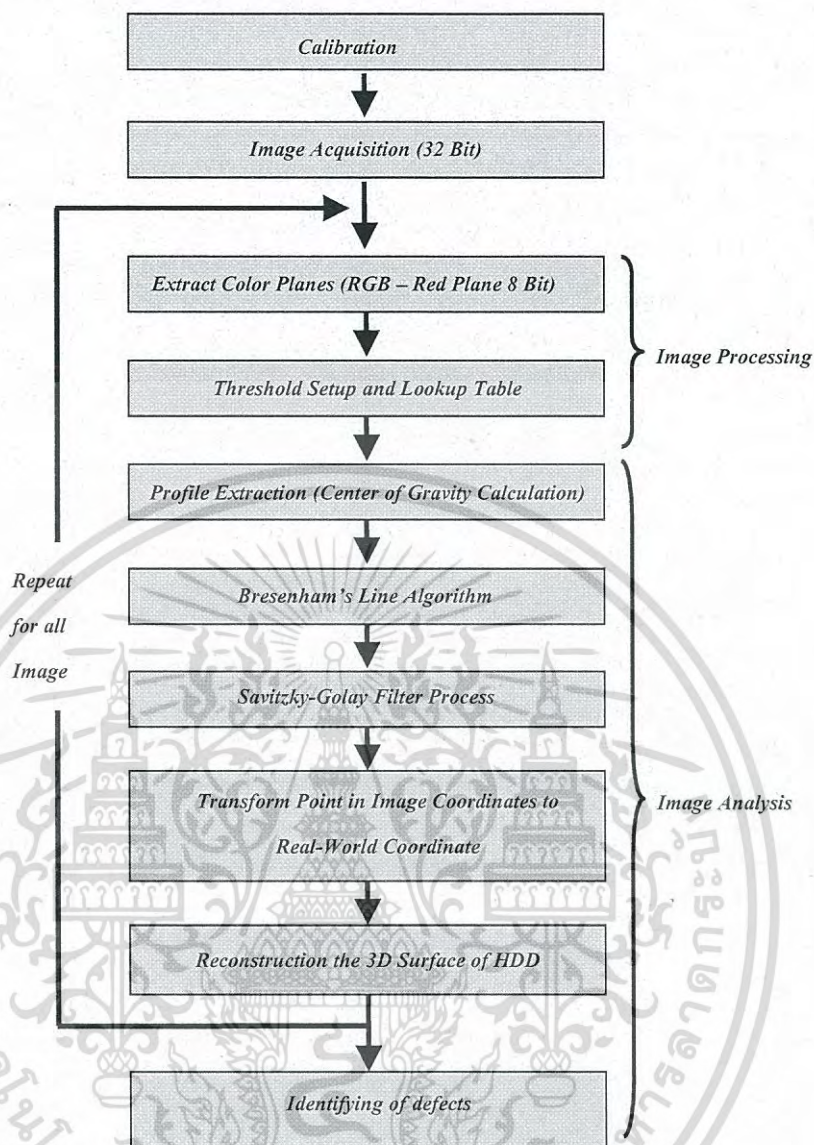 Calibration
Image Acquisition (32 Bit)
Extract Color Planes (RGB – Red Plane 8 Bit)
Image Processing
Threshold Setup and Lookup Table
Profile Extraction (Center of Gravity Calculation)
Repeat
for all
Image
Bresenham's Line Algorithm
Savitzky-Golay Filter Process
Transform Point in Image Coordinates to
Real-World Coordinate
Image Analysis
Reconstruction the 3D Surface of HDD
Identifying of defects